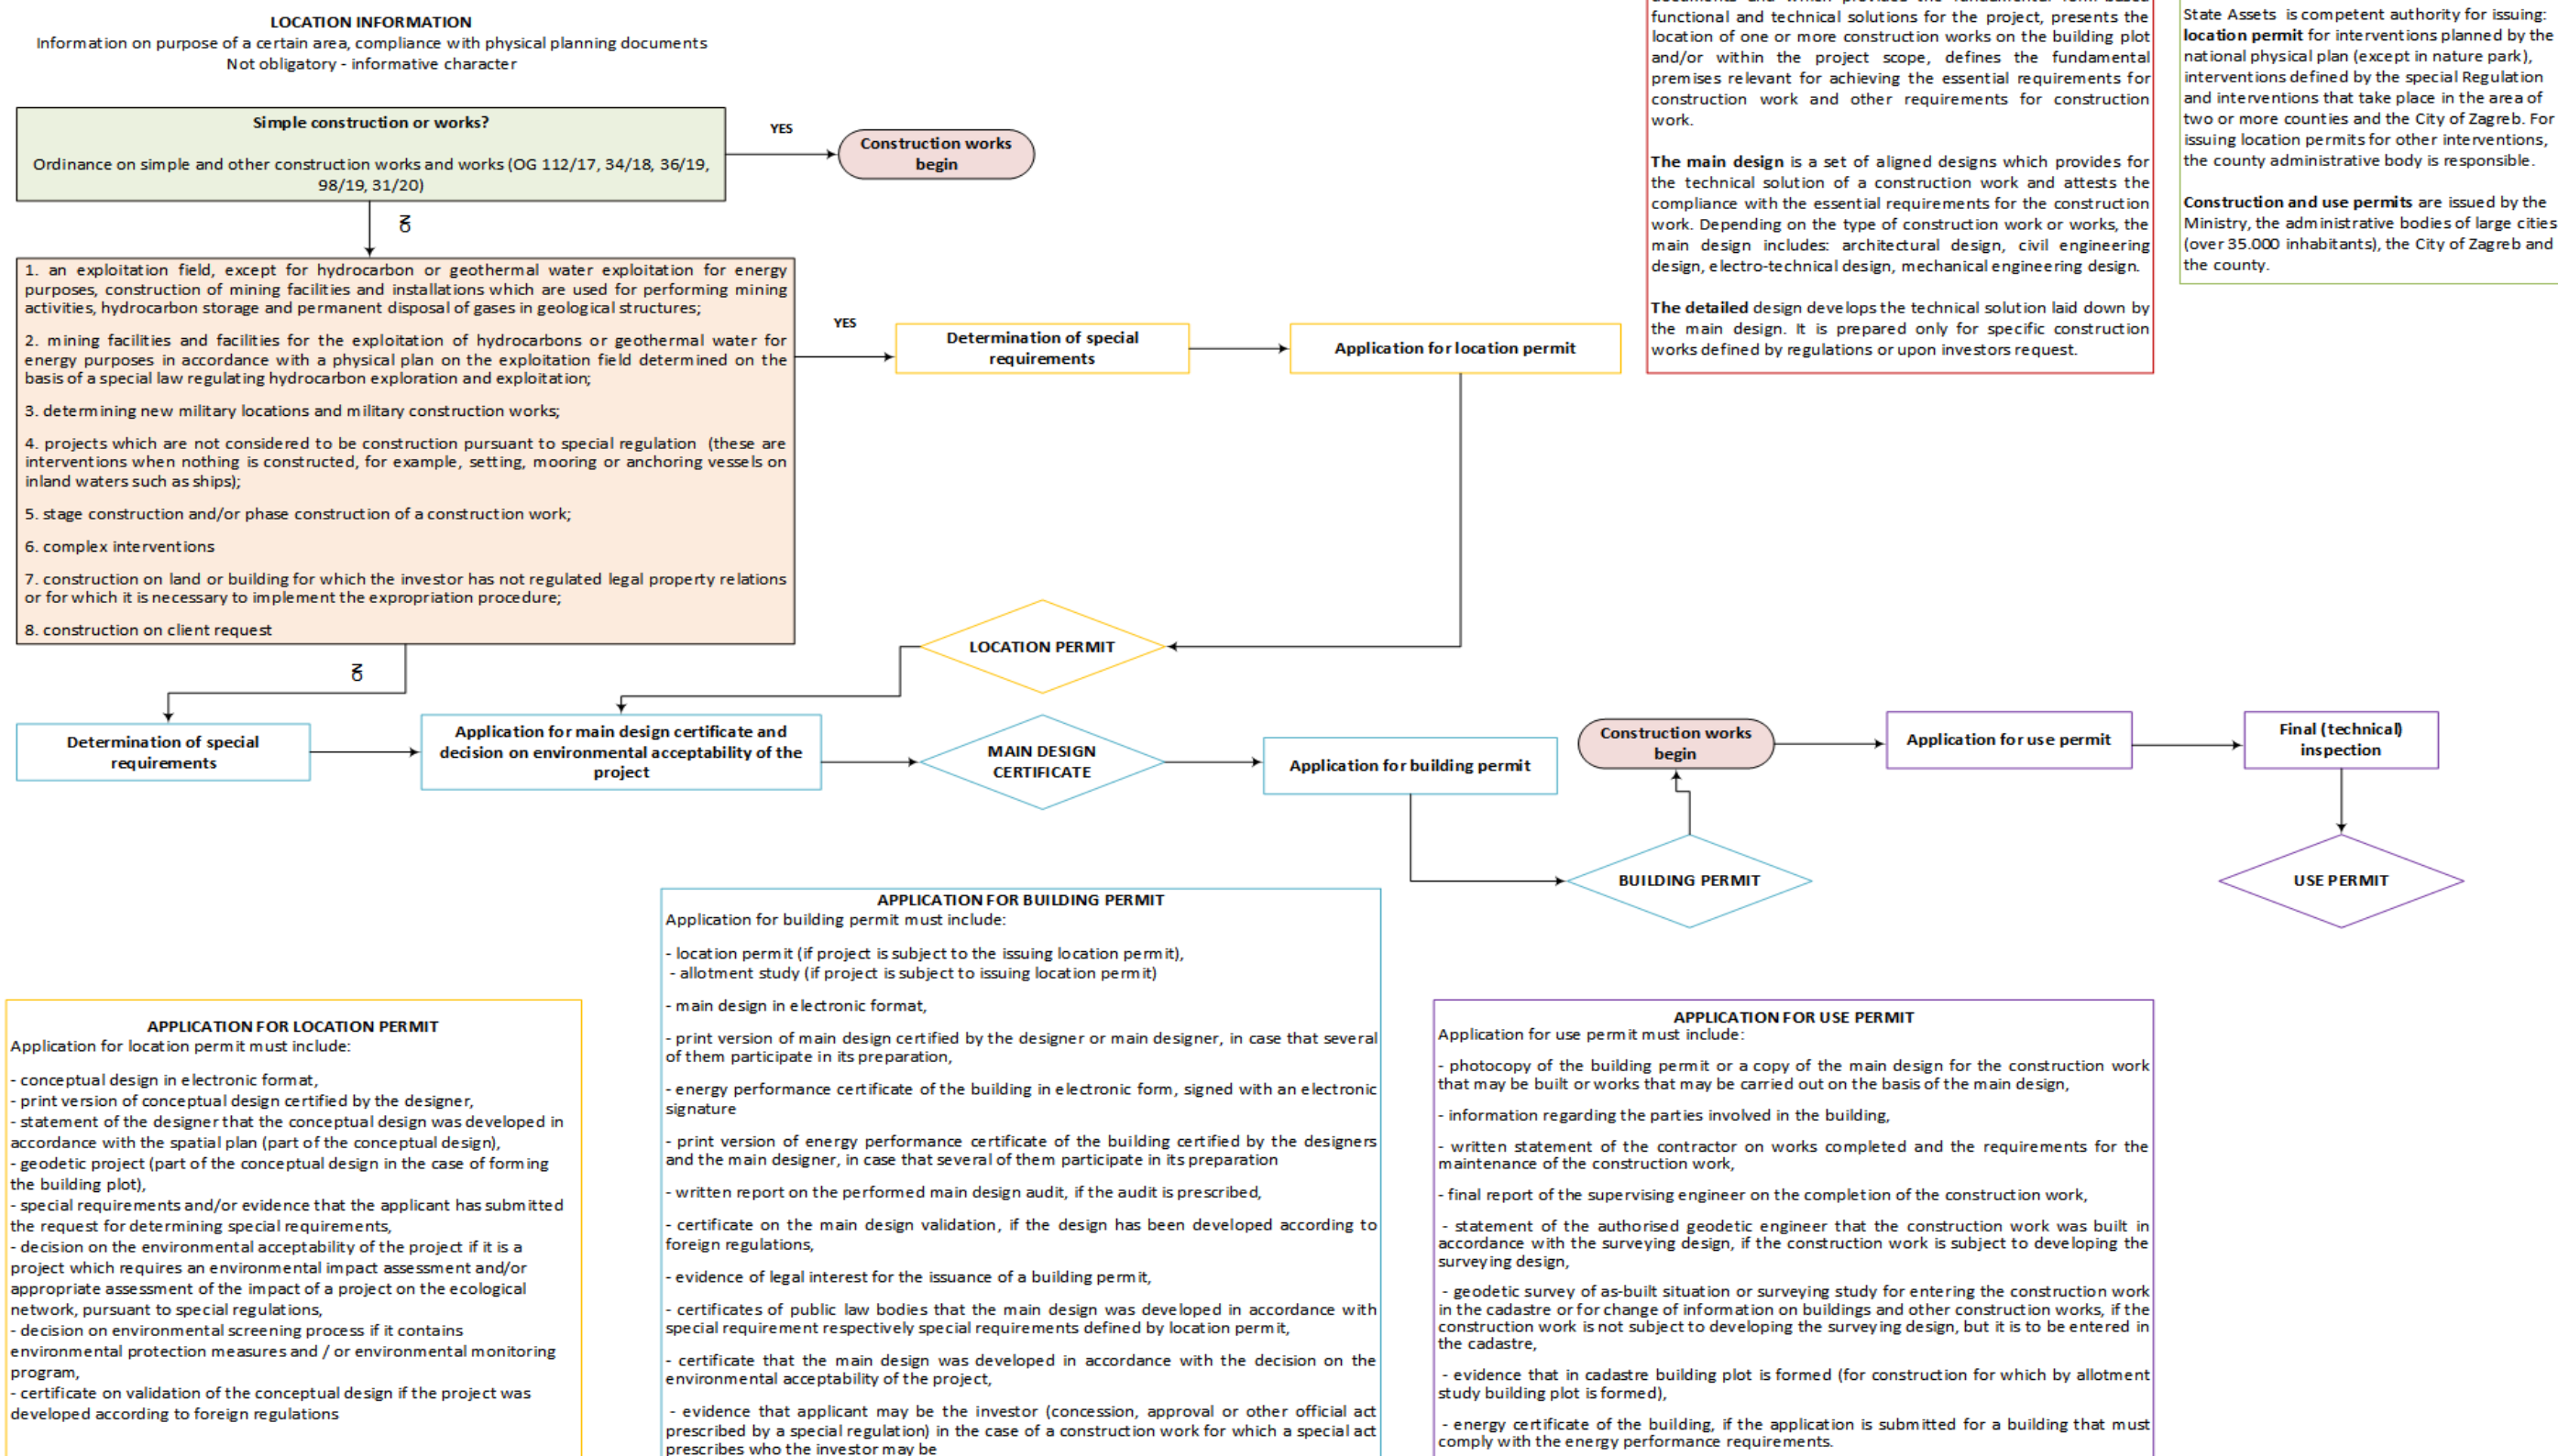 LOCATION INFORMATION
Information on purpose of a certain area, compliance with physical planning documents
Not obligatory - informative character
Simple construction or works?
Ordinance on simple and other construction works and works (OG 112/17, 34/18, 36/19,
98/19, 31/20)
YES
Construction works
begin
NO
1. an exploitation field, except for hydrocarbon or geothermal water exploitation for energy
purposes, construction of mining facilities and installations which are used for performing mining
activities, hydrocarbon storage and permanent disposal of gases in geological structures;
2. mining facilities and facilities for the exploitation of hydrocarbons or geothermal water for
energy purposes in accordance with a physical plan on the exploitation field determined on the
basis of a special law regulating hydrocarbon exploration and exploitation;
3. determining new military locations and military construction works;
4. projects which are not considered to be construction pursuant to special regulation (these are
interventions when nothing is constructed, for example, setting, mooring or anchoring vessels on
inland waters such as ships);
5. stage construction and/or phase construction of a construction work;
6. complex interventions
7. construction on land or building for which the investor has not regulated legal property relations
or for which it is necessary to implement the expropriation procedure;
8. construction on client request
YES
Determination of special
requirements
Application for location permit
functional and technical solutions for the project, presents the
location of one or more construction works on the building plot
and/or within the project scope, defines the fundamental
premises relevant for achieving the essential requirements for
construction work and other requirements for construction
work.
The main design is a set of aligned designs which provides for
the technical solution of a construction work and attests the
compliance with the essential requirements for the construction
work. Depending on the type of construction work or works, the
main design includes: architectural design, civil engineering
design, electro-technical design, mechanical engineering design.
The detailed design develops the technical solution laid down by
the main design. It is prepared only for specific construction
works defined by regulations or upon investors request.
State Assets is competent authority for issuing:
location permit for interventions planned by the
national physical plan (except in nature park),
interventions defined by the special Regulation
and interventions that take place in the area of
two or more counties and the City of Zagreb. For
issuing location permits for other interventions,
the county administrative body is responsible.
Construction and use permits are issued by the
Ministry, the administrative bodies of large cities
(over 35.000 inhabitants), the City of Zagreb and
the county.
LOCATION PERMIT
NO
Determination of special
requirements
Application for main design certificate and
decision on environmental acceptability of the
project
MAIN DESIGN
CERTIFICATE
Application for building permit
Construction works
begin
Application for use permit
Final (technical)
inspection
BUILDING PERMIT
USE PERMIT
APPLICATION FOR LOCATION PERMIT
Application for location permit must include:
- conceptual design in electronic format,
- print version of conceptual design certified by the designer,
- statement of the designer that the conceptual design was developed in
accordance with the spatial plan (part of the conceptual design),
- geodetic project (part of the conceptual design in the case of forming
the building plot),
- special requirements and/or evidence that the applicant has submitted
the request for determining special requirements,
- decision on the environmental acceptability of the project if it is a
project which requires an environmental impact assessment and/or
appropriate assessment of the impact of a project on the ecological
network, pursuant to special regulations,
- decision on environmental screening process if it contains
environmental protection measures and / or environmental monitoring
program,
- certificate on validation of the conceptual design if the project was
developed according to foreign regulations
APPLICATION FOR BUILDING PERMIT
Application for building permit must include:
- location permit (if project is subject to the issuing location permit),
- allotment study (if project is subject to issuing location permit)
- main design in electronic format,
- print version of main design certified by the designer or main designer, in case that several
of them participate in its preparation,
- energy performance certificate of the building in electronic form, signed with an electronic
signature
- print version of energy performance certificate of the building certified by the designers
and the main designer, in case that several of them participate in its preparation
- written report on the performed main design audit, if the audit is prescribed,
- certificate on the main design validation, if the design has been developed according to
foreign regulations,
- evidence of legal interest for the issuance of a building permit,
- certificates of public law bodies that the main design was developed in accordance with
special requirement respectively special requirements defined by location permit,
- certificate that the main design was developed in accordance with the decision on the
environmental acceptability of the project,
- evidence that applicant may be the investor (concession, approval or other official act
prescribed by a special regulation) in the case of a construction work for which a special act
prescribes who the investor may be
APPLICATION FOR USE PERMIT
Application for use permit must include:
- photocopy of the building permit or a copy of the main design for the construction work
that may be built or works that may be carried out on the basis of the main design,
- information regarding the parties involved in the building,
- written statement of the contractor on works completed and the requirements for the
maintenance of the construction work,
- final report of the supervising engineer on the completion of the construction work,
- statement of the authorised geodetic engineer that the construction work was built in
accordance with the surveying design, if the construction work is subject to developing the
surveying design,
- geodetic survey of as-built situation or surveying study for entering the construction work
in the cadastre or for change of information on buildings and other construction works, if the
construction work is not subject to developing the surveying design, but it is to be entered in
the cadastre,
- evidence that in cadastre building plot is formed (for construction for which by allotment
study building plot is formed),
- energy certificate of the building, if the application is submitted for a building that must
comply with the energy performance requirements.